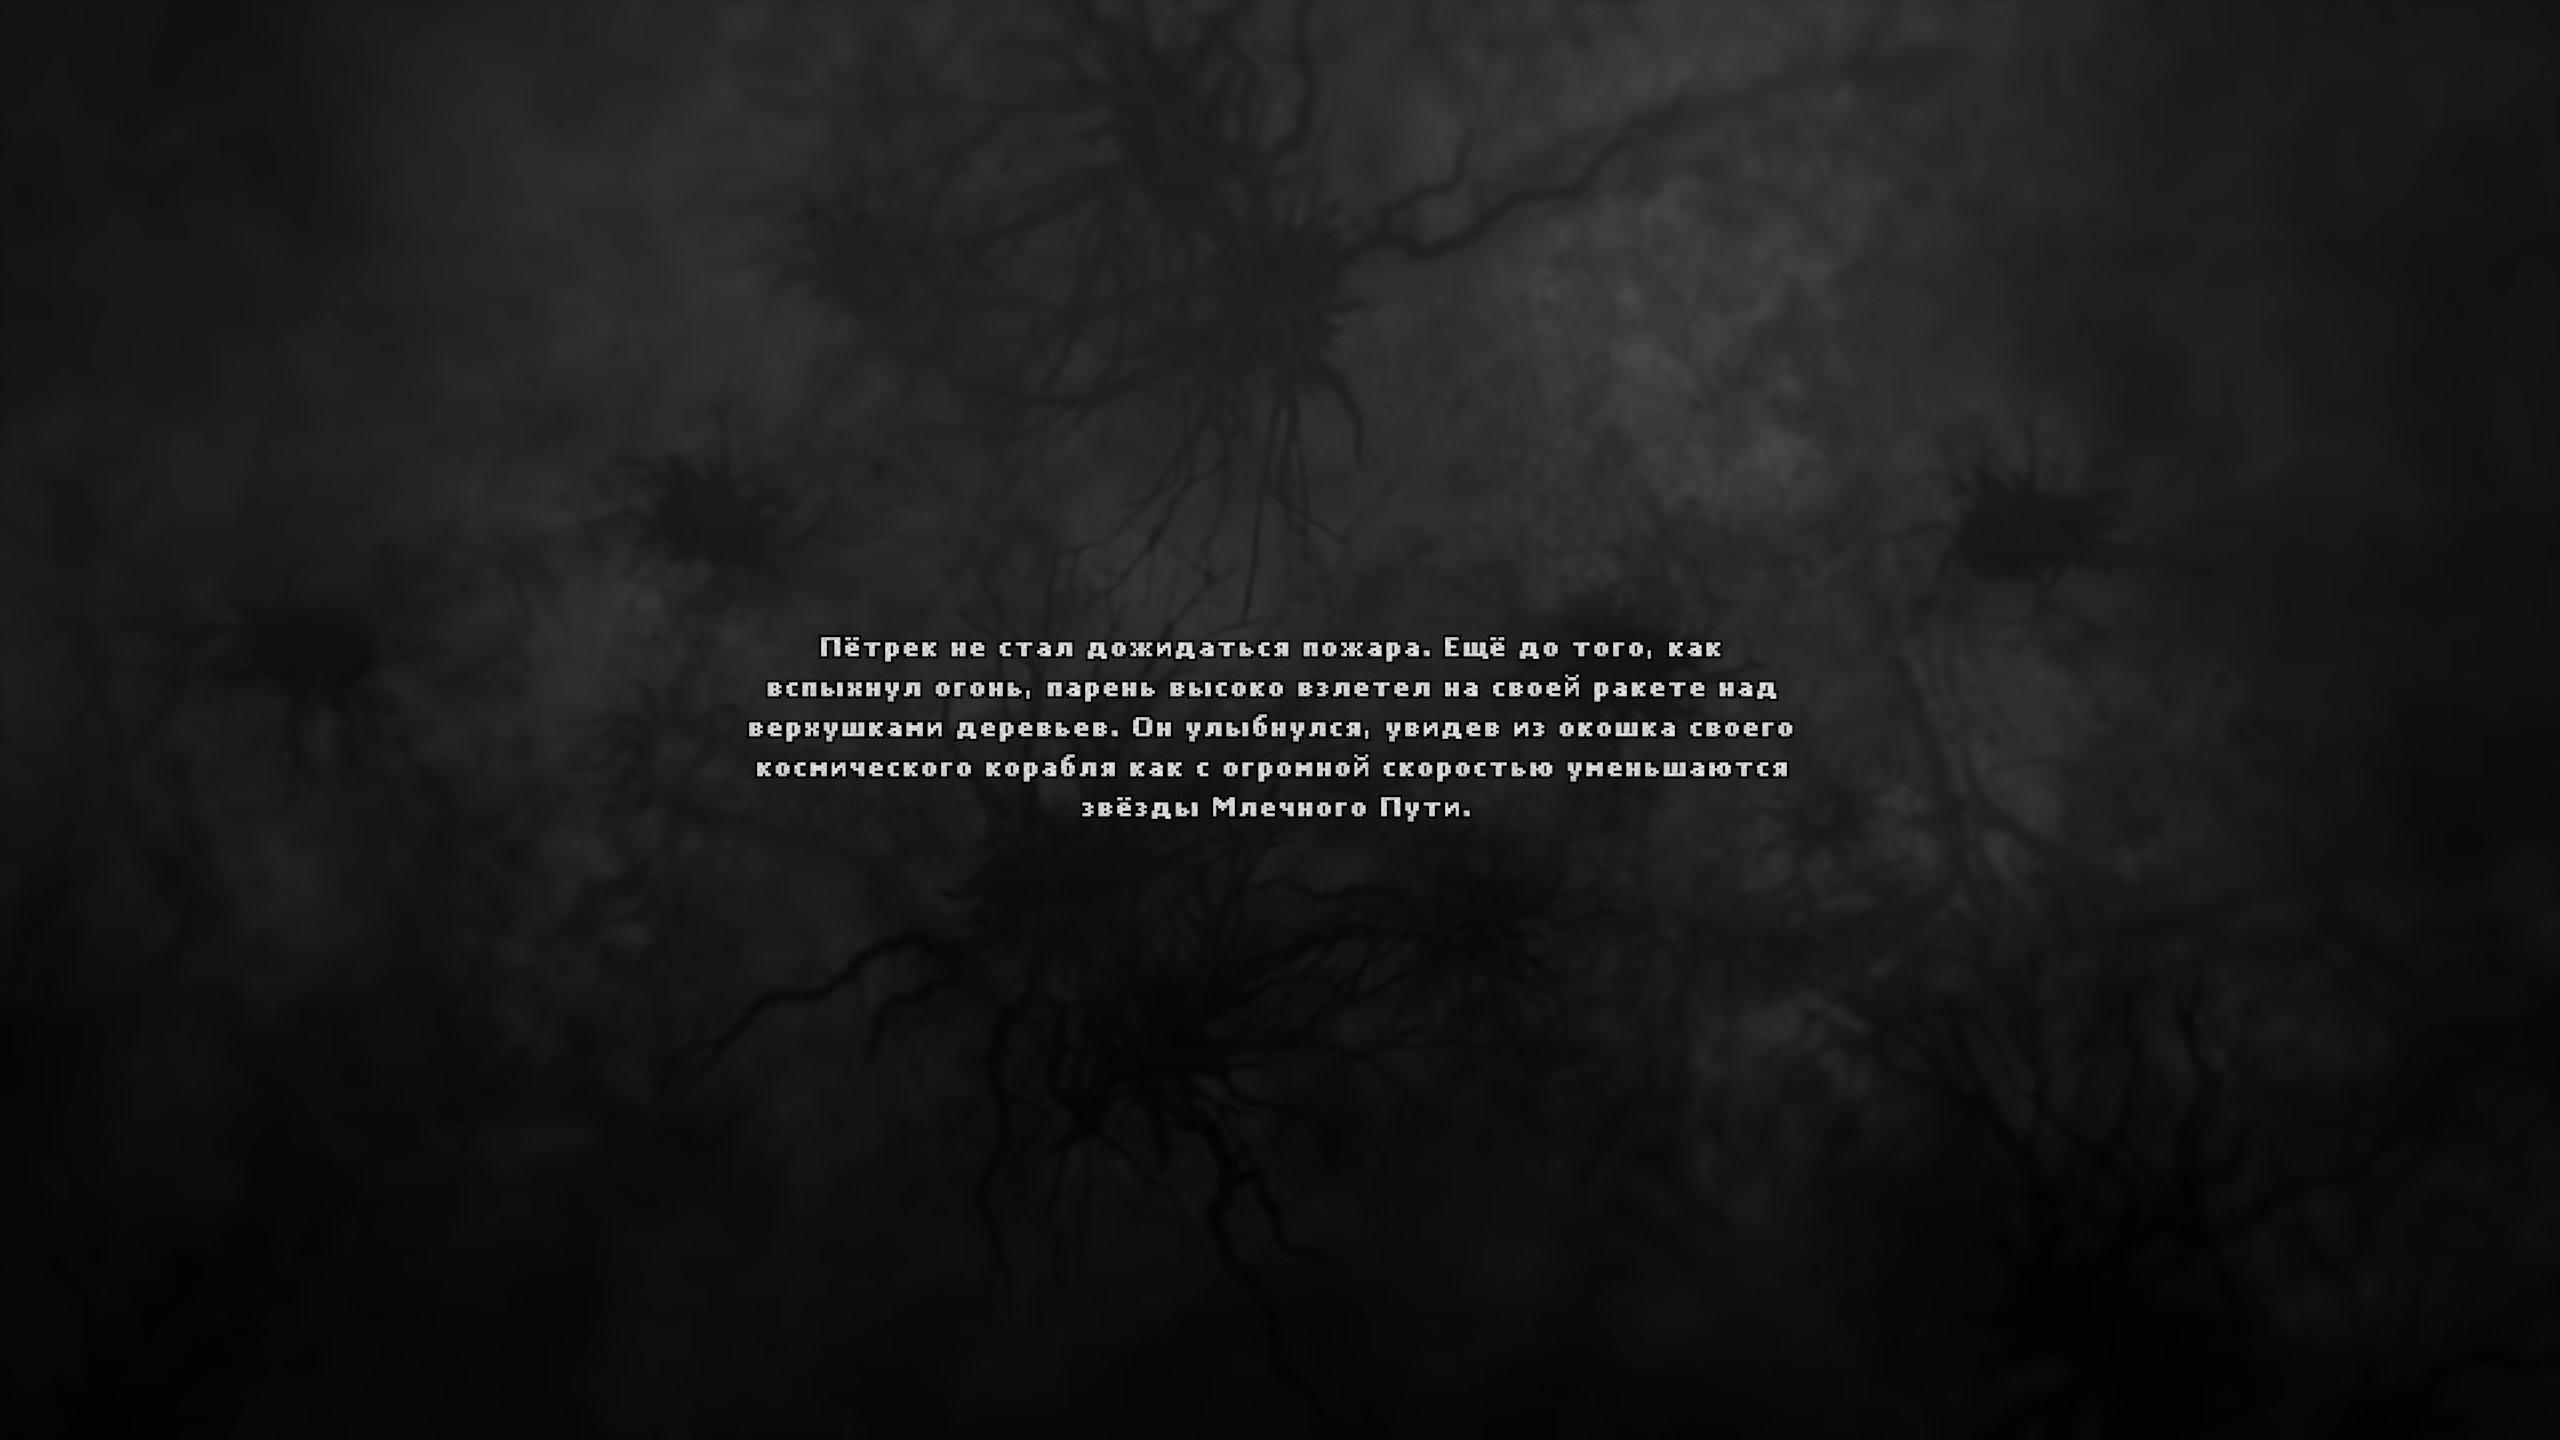 Пётрек не стал дожидаться пожара. Ещё до того, как
вспыхнул огонь, парень высоко взлетел на своей ракете над
верхушками деревьев. Он улыбнулся, увидев из окошка своего
космического корабля как с огромной скоростью уменьшаются
звёзды Млечного Пути.